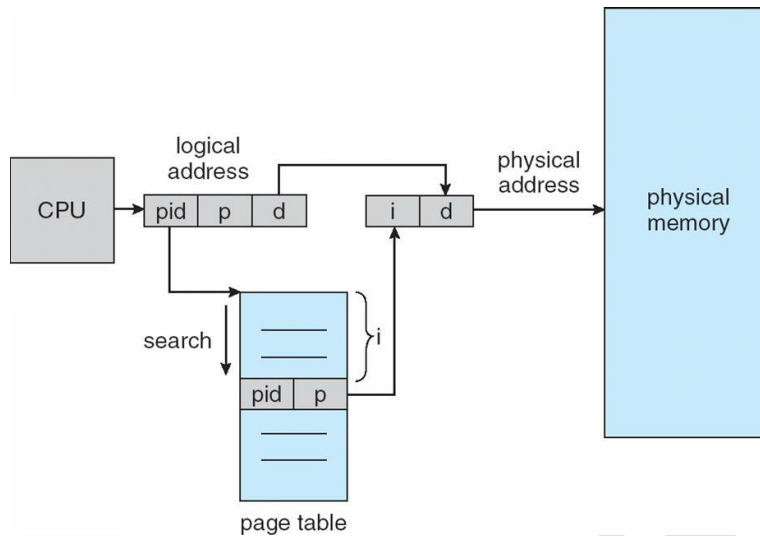 logical
address
physical
address
CPU
pid p d
i d
physical
memory
search
i
pid p
page table